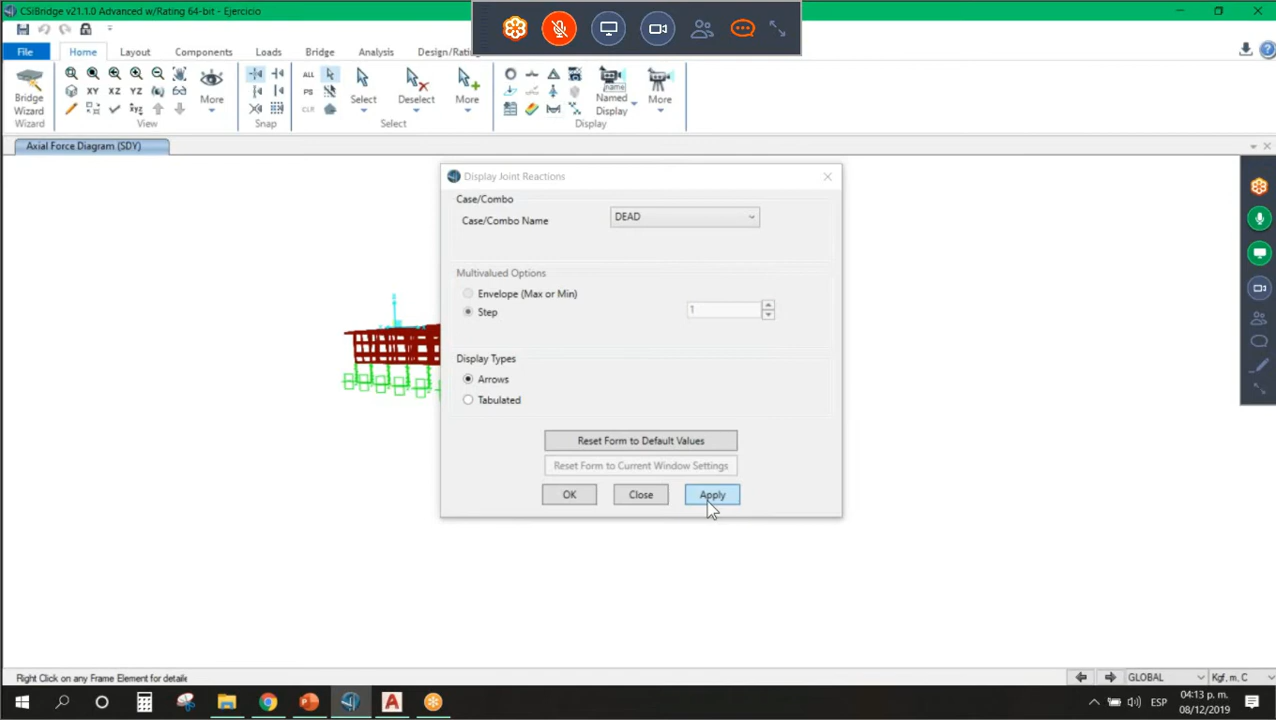 CSiBridge v21.1.0 Advanced w/Rating 64-bit - Ejercicio
File
Home
Layout
Components
Loads
Bridge
Analysis
Design/Rating
ALL
PS
CLR
XY
XZ
YZ
xyz
name
Bridge
Wizard
More
Select
Deselect
More
Named
Display
More
Wizard
View
Snap
Select
Display
Axial Force Diagram (SDY)
Display Joint Reactions
Case/Combo
Case/Combo Name
DEAD
Multivalued Options
Envelope (Max or Min)
Step
1
Display Types
Arrows
Tabulated
Reset Form to Default Values
Reset Form to Current Window Settings
OK
Close
Apply
Right Click on any Frame Element for detaile
GLOBAL
Kgf, m, C
ESP
04:13 p. m.
08/12/2019